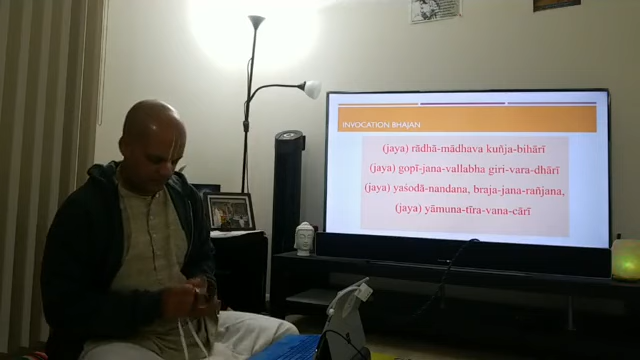 INVOCATION BHAJAN
(jaya) rādhā-mādhava kuñja-bihārī
(jaya) gopī-jana-vallabha giri-vara-dhārī
(jaya) yaśodā-nandana, braja-jana-rañjana,
(jaya) yāmuna-tīra-vana-cārī